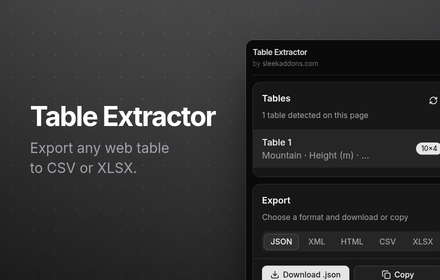 Table Extractor
Export any web table
to CSV or XLSX.
Table Extractor
by sleekaddons.com
Tables
1 table detected on this page
Table 1
Mountain · Height (m) · ...
10×4
Export
Choose a format and download or copy
JSON XML HTML CSV XLSX
Download .json Copy